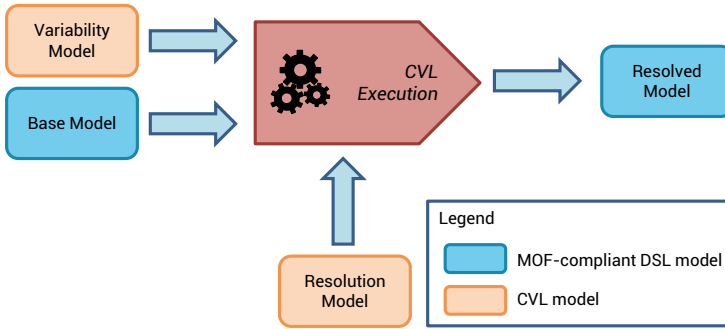 Variability
Model
Base Model
CVL
Execution
Resolved
Model
Resolution
Model
Legend
MOF-compliant DSL model
CVL model